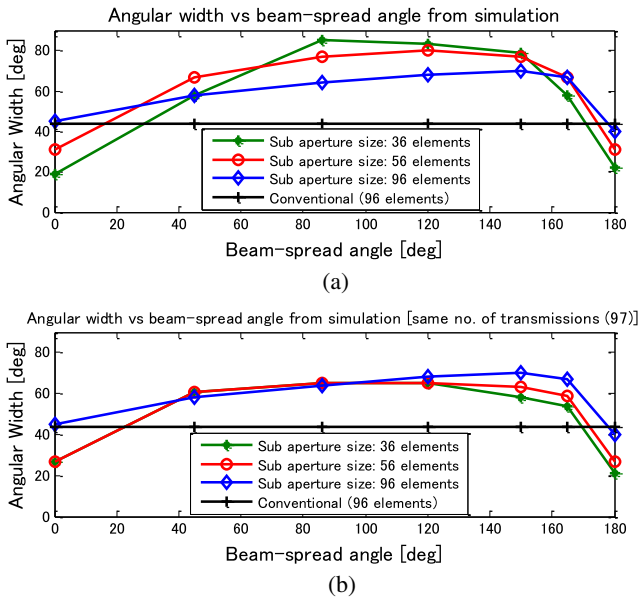 Angular width vs beam-spread angle from simulation
Angular Width [deg]
80
60
40
20
0
Sub aperture size: 36 elements
Sub aperture size: 56 elements
Sub aperture size: 96 elements
Conventional (96 elements)
0 20 40 60 80 100 120 140 160 180
Beam-spread angle [deg]
(a)
Angular width vs beam-spread angle from simulation [same no. of transmissions (97)]
Angular Width [deg]
80
60
40
20
0
Sub aperture size: 36 elements
Sub aperture size: 56 elements
Sub aperture size: 96 elements
Conventional (96 elements)
0 20 40 60 80 100 120 140 160 180
Beam-spread angle [deg]
(b)